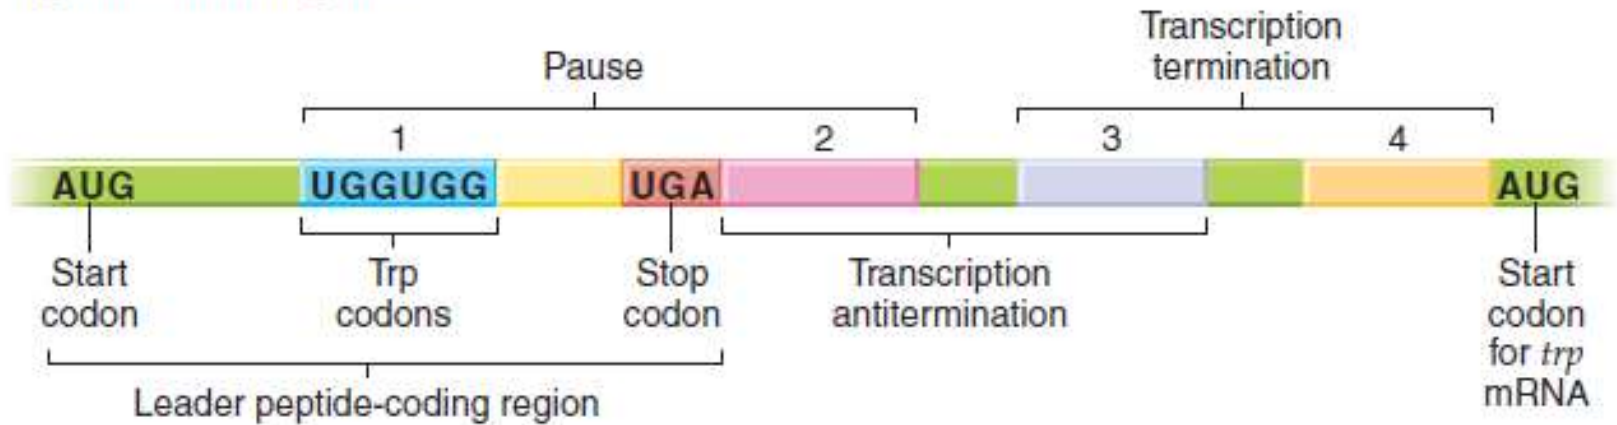 Transcription
termination
Pause
1
2
3
4
AUG
UGGUGG
UGA
AUG
Start
codon
Trp
codons
Stop
codon
Transcription
antitermination
Start
codon
for trp
mRNA
Leader peptide-coding region